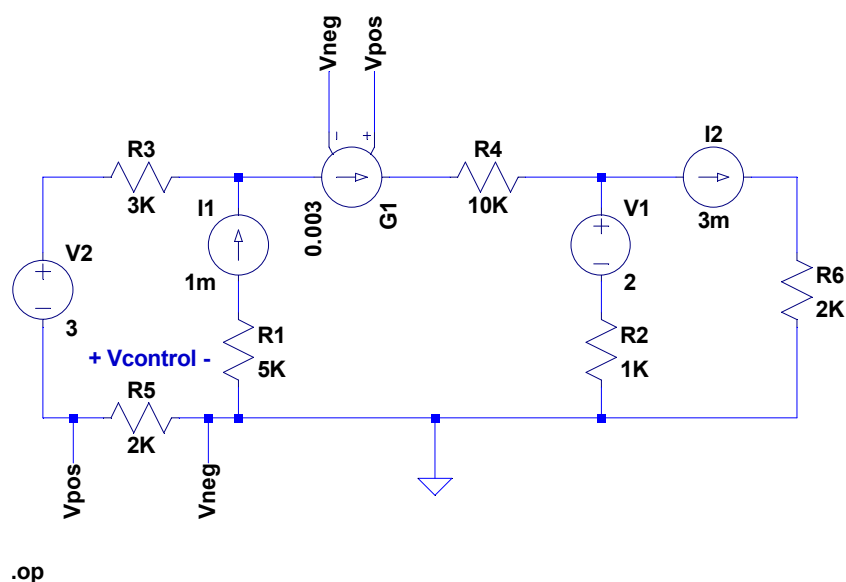 Vneg
Vpos
R3
3K
I1
1m
+
-
0.003
G1
R4
10K
I2
3m
V1
+
2
V2
+
3
R6
2K
R1
5K
R2
1K
+ Vcontrol -
R5
2K
Vpos
Vneg
.op